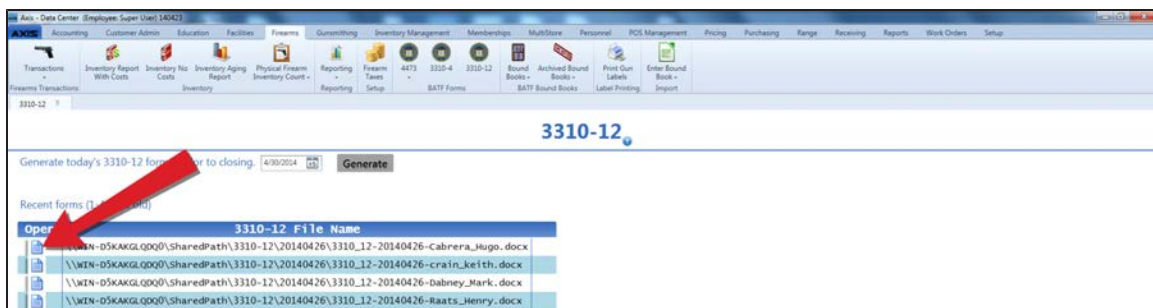 Axis - Data Center (Employee: Super User) 140423
AXIS Accounting Customer Admin Education Facilities Firearms Gunsmithing Inventory Management Memberships MultiStore Personnel POS Management Pricing Purchasing Range Receiving Reports Work Orders Setup
Transactions Inventory Report With Costs Inventory No Costs Inventory Aging Report Physical Firearm Inventory Count Reporting Firearm Taxes 4473 3310-4 3310-12 Bound Books Archived Bound Books Print Gun Labels Enter Bound Book
Firearms Transactions Inventory Reporting Setup BATF Forms BATF Bound Books Label Printing Import
3310-12
3310-12
Generate today's 3310-12 form or to closing. 4/30/2014 15 Generate
Recent forms (1 old)
Open 3310-12 File Name
\\WIN-D5KAKGLQDQ0\SharedPath\3310-12\20140426\3310_12-20140426-Cabrera_Hugo.docx
\\WIN-D5KAKGLQDQ0\SharedPath\3310-12\20140426\3310_12-20140426-crain_keith.docx
\\WIN-D5KAKGLQDQ0\SharedPath\3310-12\20140426\3310_12-20140426-Dabney_Mark.docx
\\WIN-D5KAKGLQDQ0\SharedPath\3310-12\20140426\3310_12-20140426-Raats_Henry.docx